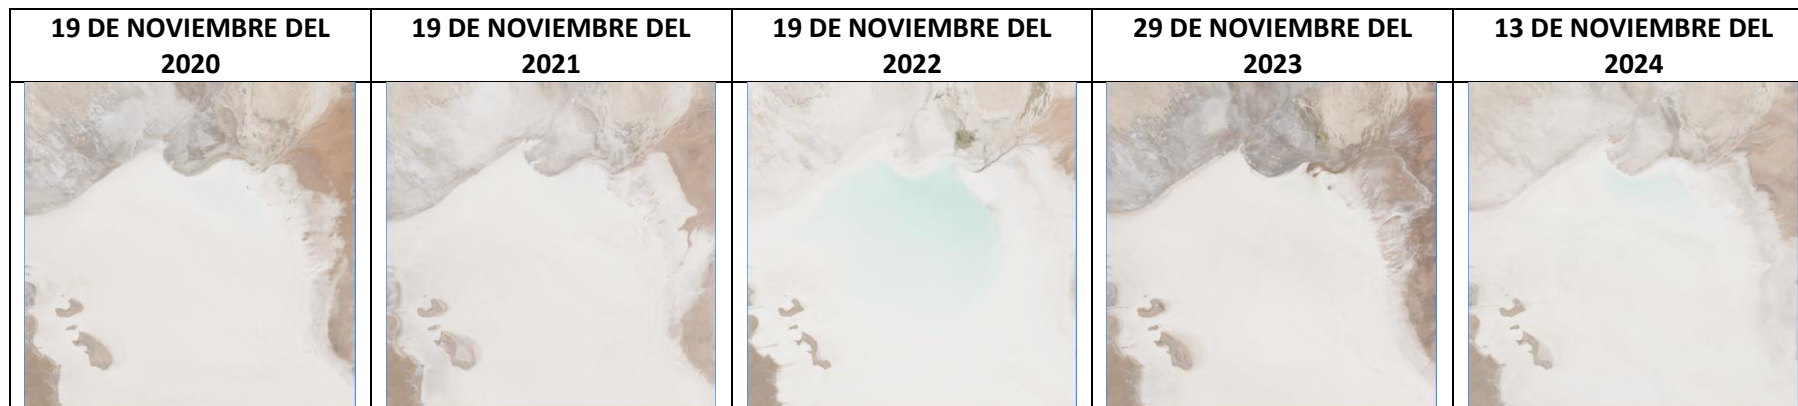 19 DE NOVIEMBRE DEL
2020
19 DE NOVIEMBRE DEL
2021
19 DE NOVIEMBRE DEL
2022
29 DE NOVIEMBRE DEL
2023
13 DE NOVIEMBRE DEL
2024